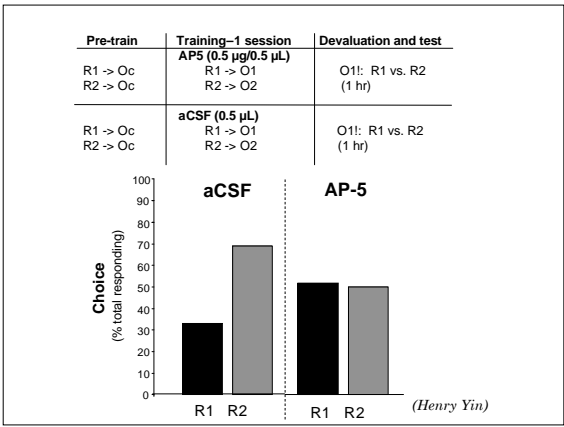 Pre-train Training–1 session Devaluation and test
AP5 (0.5 µg/0.5 µL)
R1 -> Oc R1 -> O1 O1!: R1 vs. R2
R2 -> Oc R2 -> O2 (1 hr)
aCSF (0.5 µL)
R1 -> Oc R1 -> O1 O1!: R1 vs. R2
R2 -> Oc R2 -> O2 (1 hr)
aCSF AP-5
Choice
(% total responding)
100
90
80
70
60
50
40
30
20
10
0
R1 R2 R1 R2
(Henry Yin)